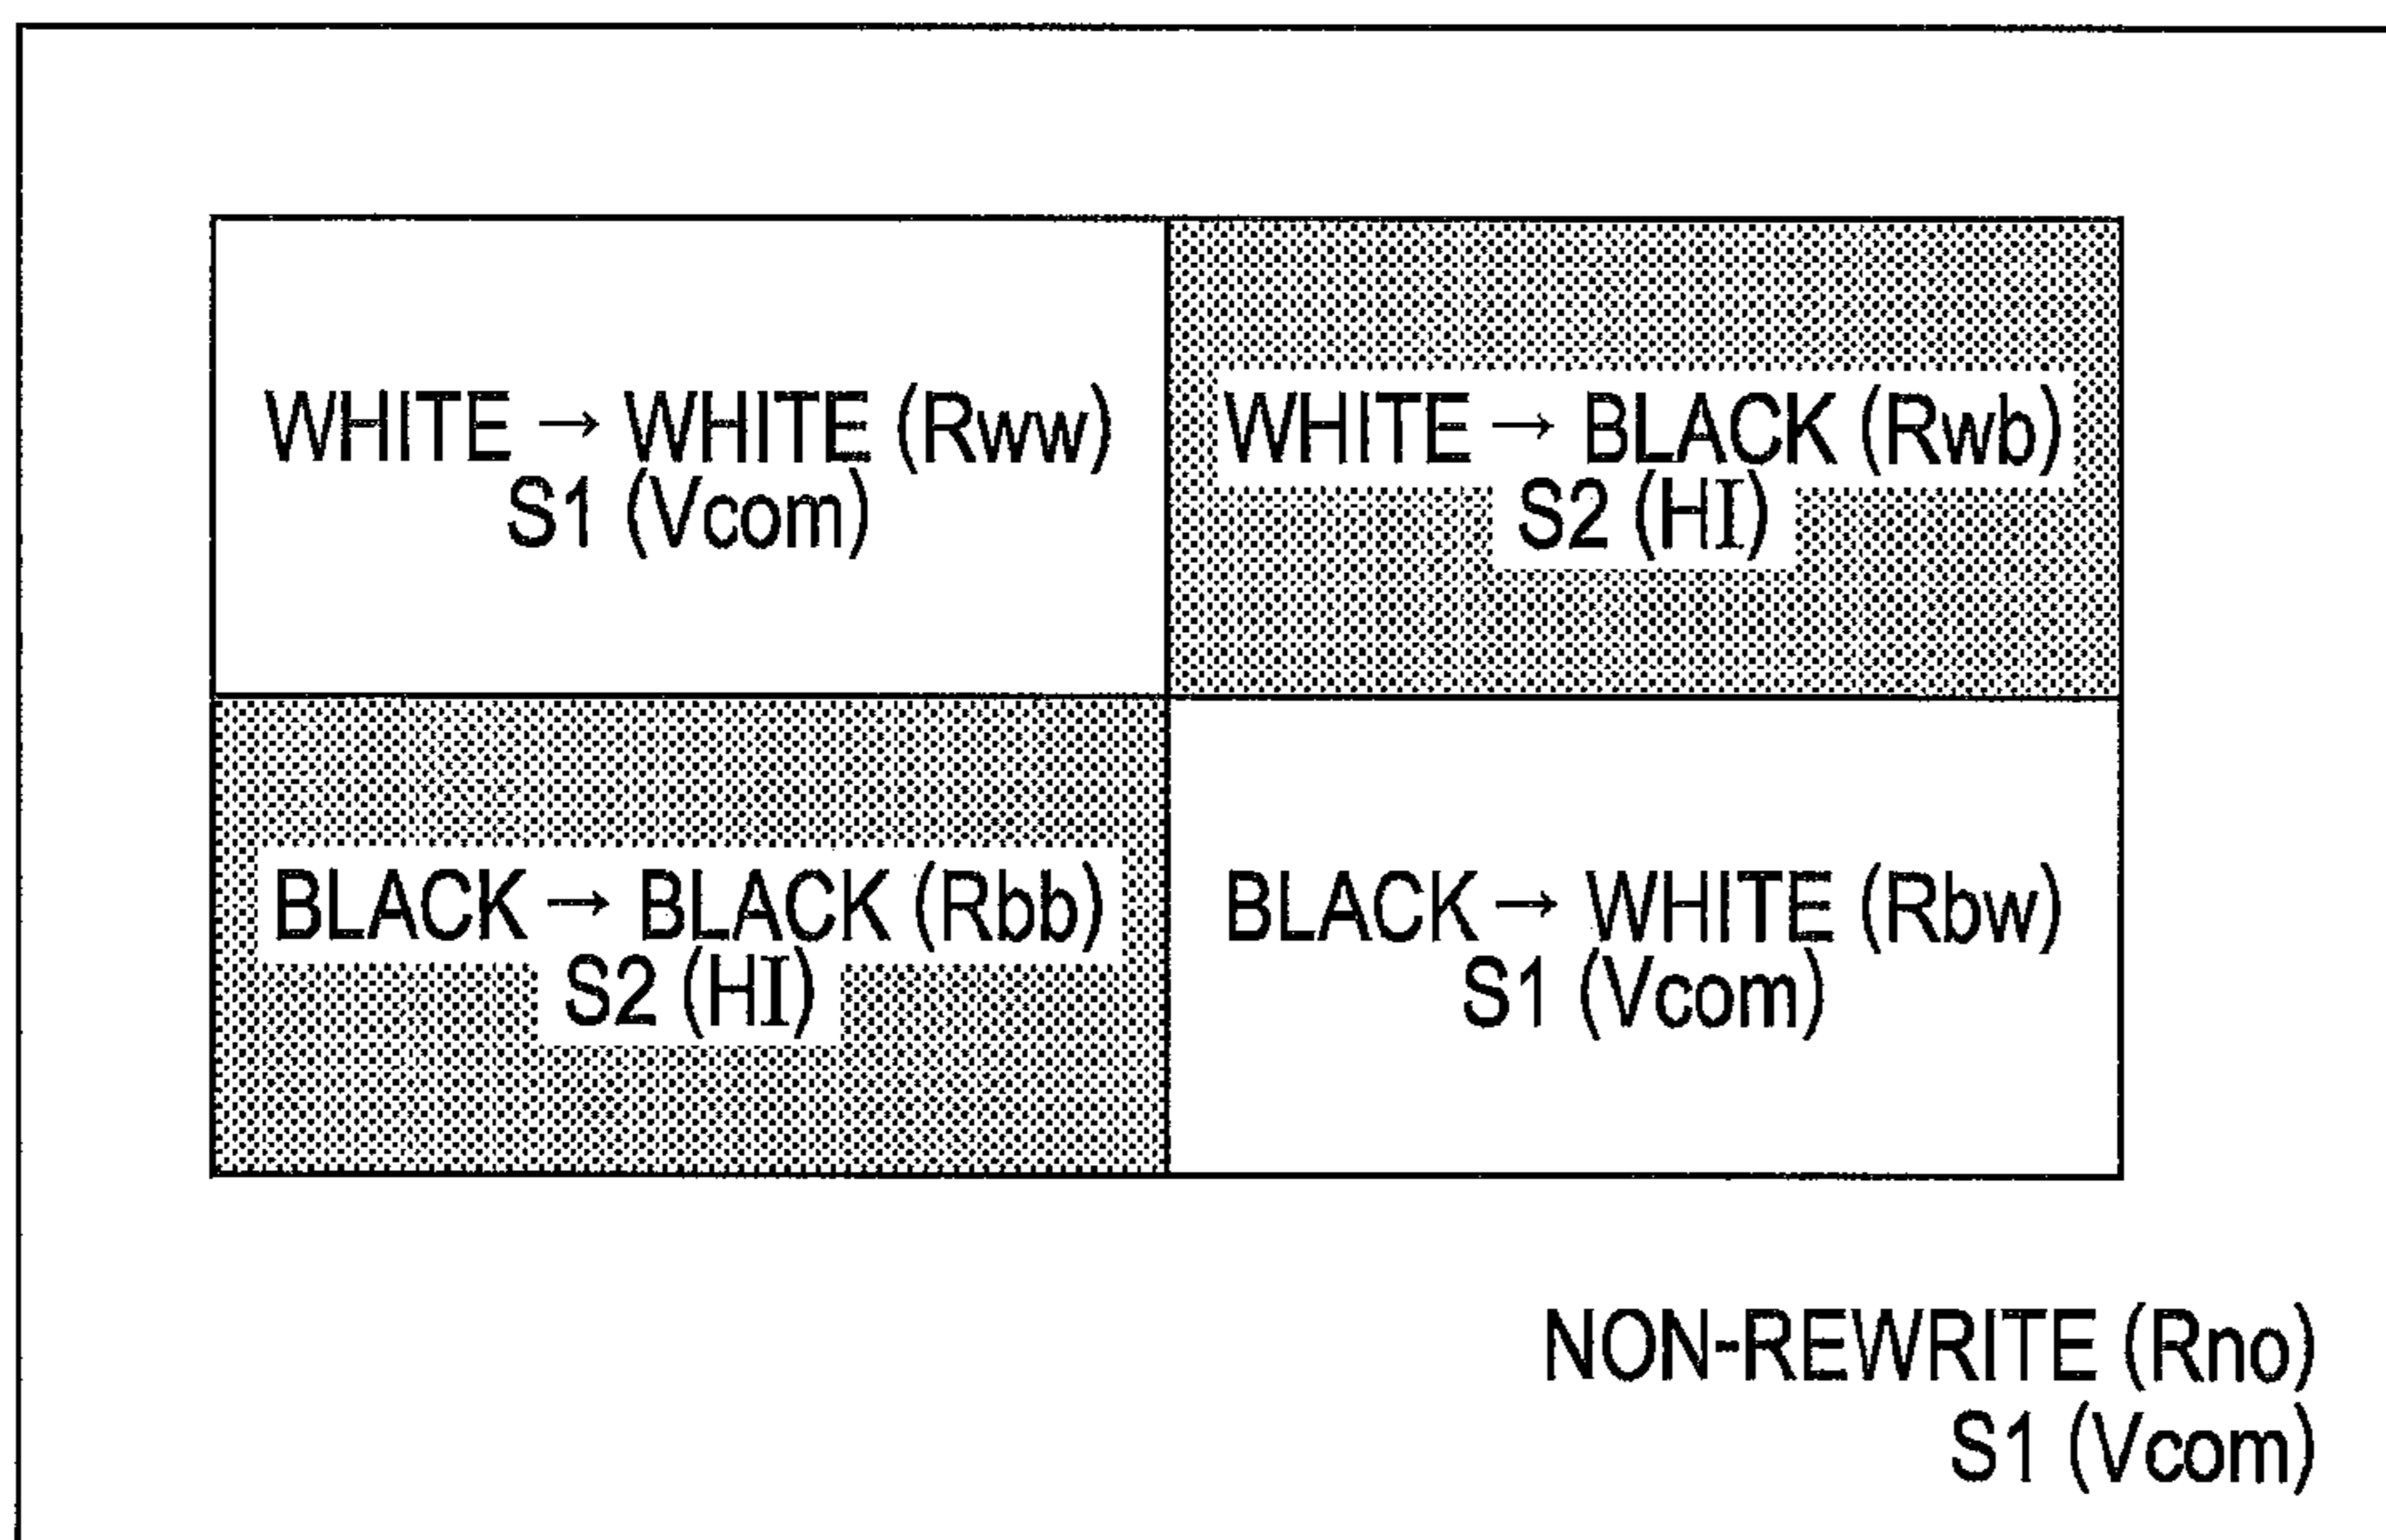 WHITE → WHITE (Rww)
S1 (Vcom)
WHITE → BLACK (Rwb)
S2 (HI)
BLACK → BLACK (Rbb)
S2 (HI)
BLACK → WHITE (Rbw)
S1 (Vcom)
NON-REWRITE (Rno)
S1 (Vcom)